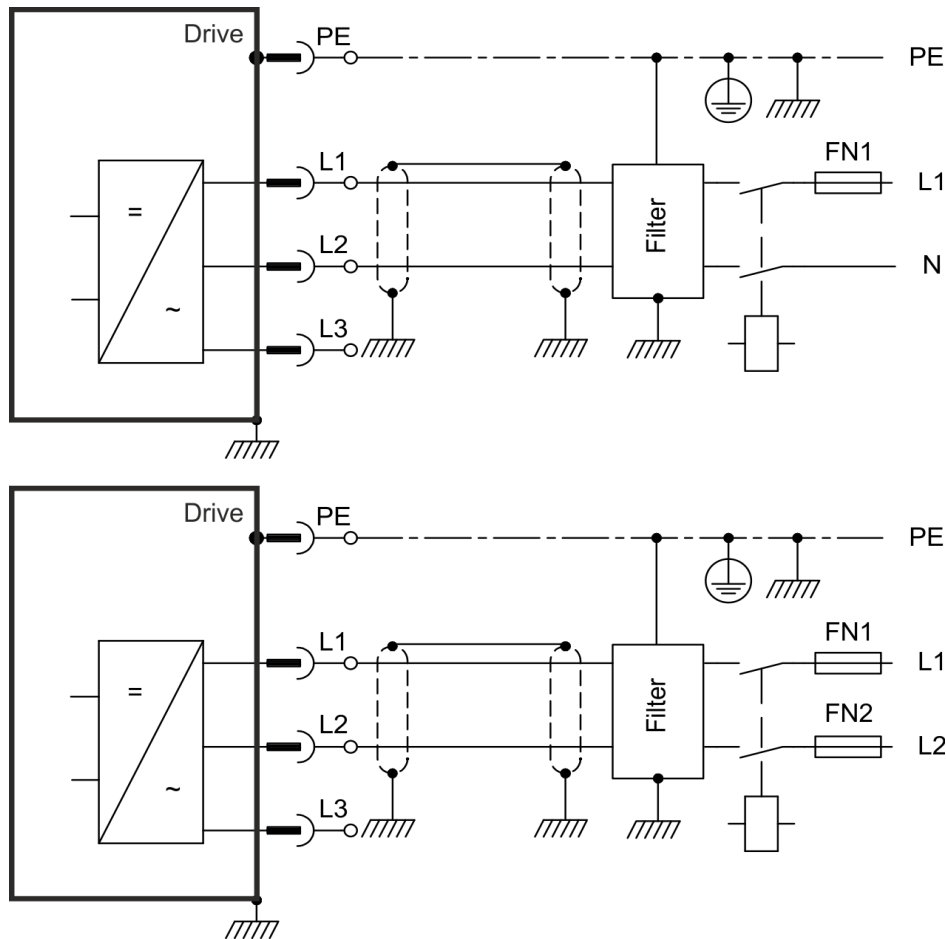 Drive
PE
PE
L1
FN1
L1
=
Filter
L2
N
~
L3
Drive
PE
PE
L1
FN1
L1
=
Filter
L2
FN2
L2
~
L3